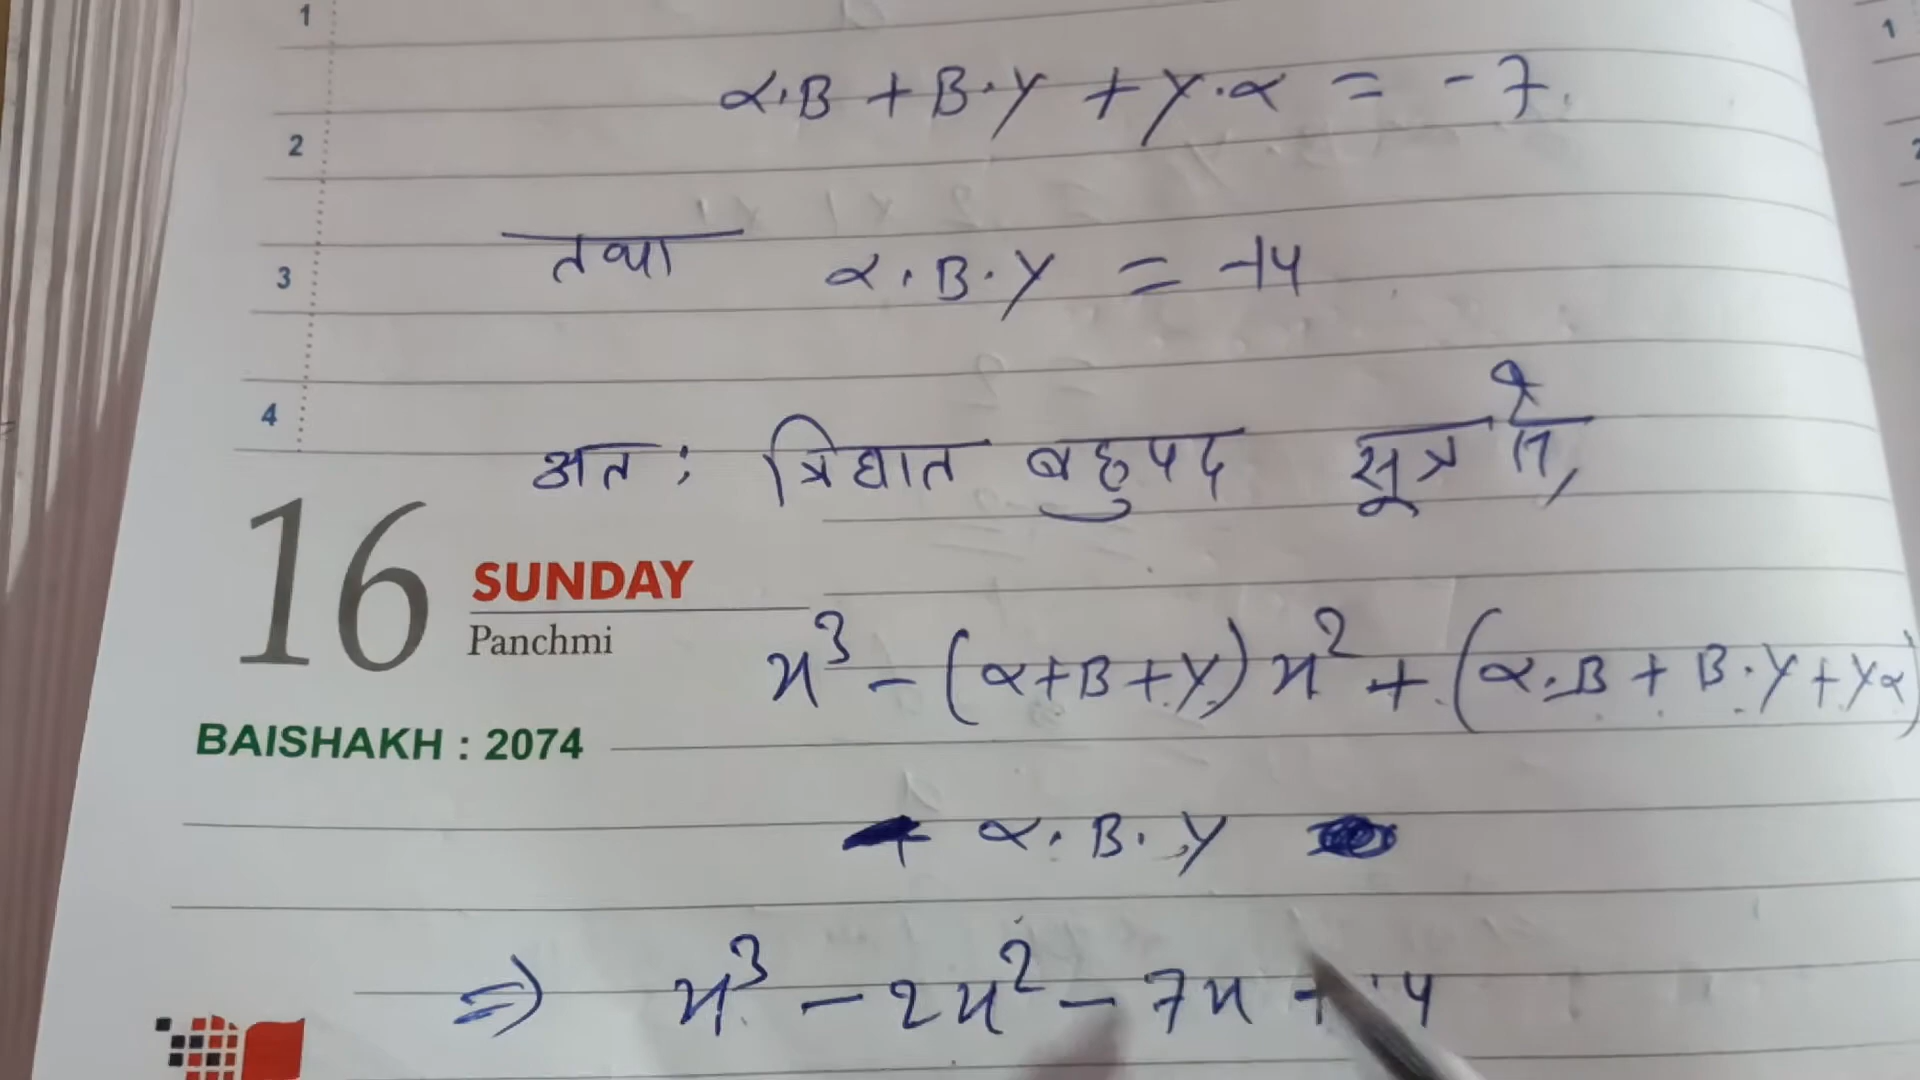 1
α.B + B.γ + γ.α = -7.
2
तथा α.B.γ = -14
3
4
अतः त्रिघात बहुपद सूत्र से,
16 SUNDAY
Panchmi
x³ - (α+B+γ) x² + (α.B + B.γ + γα)
BAISHAKH : 2074
α.B.γ
⇒ x³ - 2x² - 7x +
1